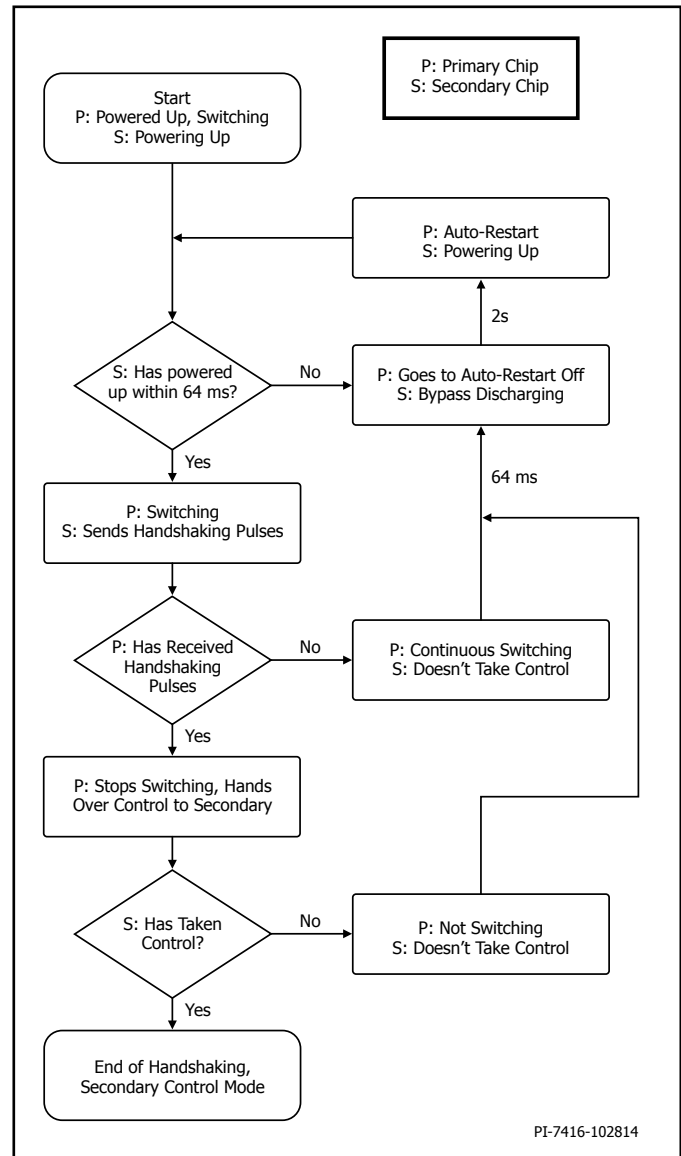 P: Primary Chip
S: Secondary Chip
Start
P: Powered Up, Switching
S: Powering Up
P: Auto-Restart
S: Powering Up
2s
S: Has powered
up within 64 ms?
No
P: Goes to Auto-Restart Off
S: Bypass Discharging
Yes
64 ms
P: Switching
S: Sends Handshaking Pulses
P: Has Received
Handshaking
Pulses
No
P: Continuous Switching
S: Doesn’t Take Control
Yes
P: Stops Switching, Hands
Over Control to Secondary
S: Has Taken
Control?
No
P: Not Switching
S: Doesn’t Take Control
Yes
End of Handshaking,
Secondary Control Mode
PI-7416-102814